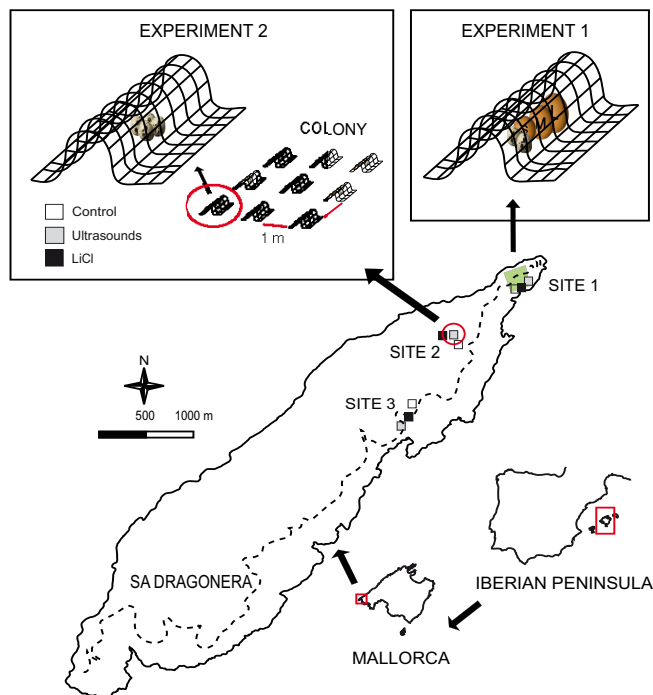 EXPERIMENT 2
EXPERIMENT 1
COLONY
Control
Ultrasounds
LiCl
1 m
SITE 1
SITE 2
N
SITE 3
500 1000 m
SA DRAGONERA
IBERIAN PENINSULA
MALLORCA